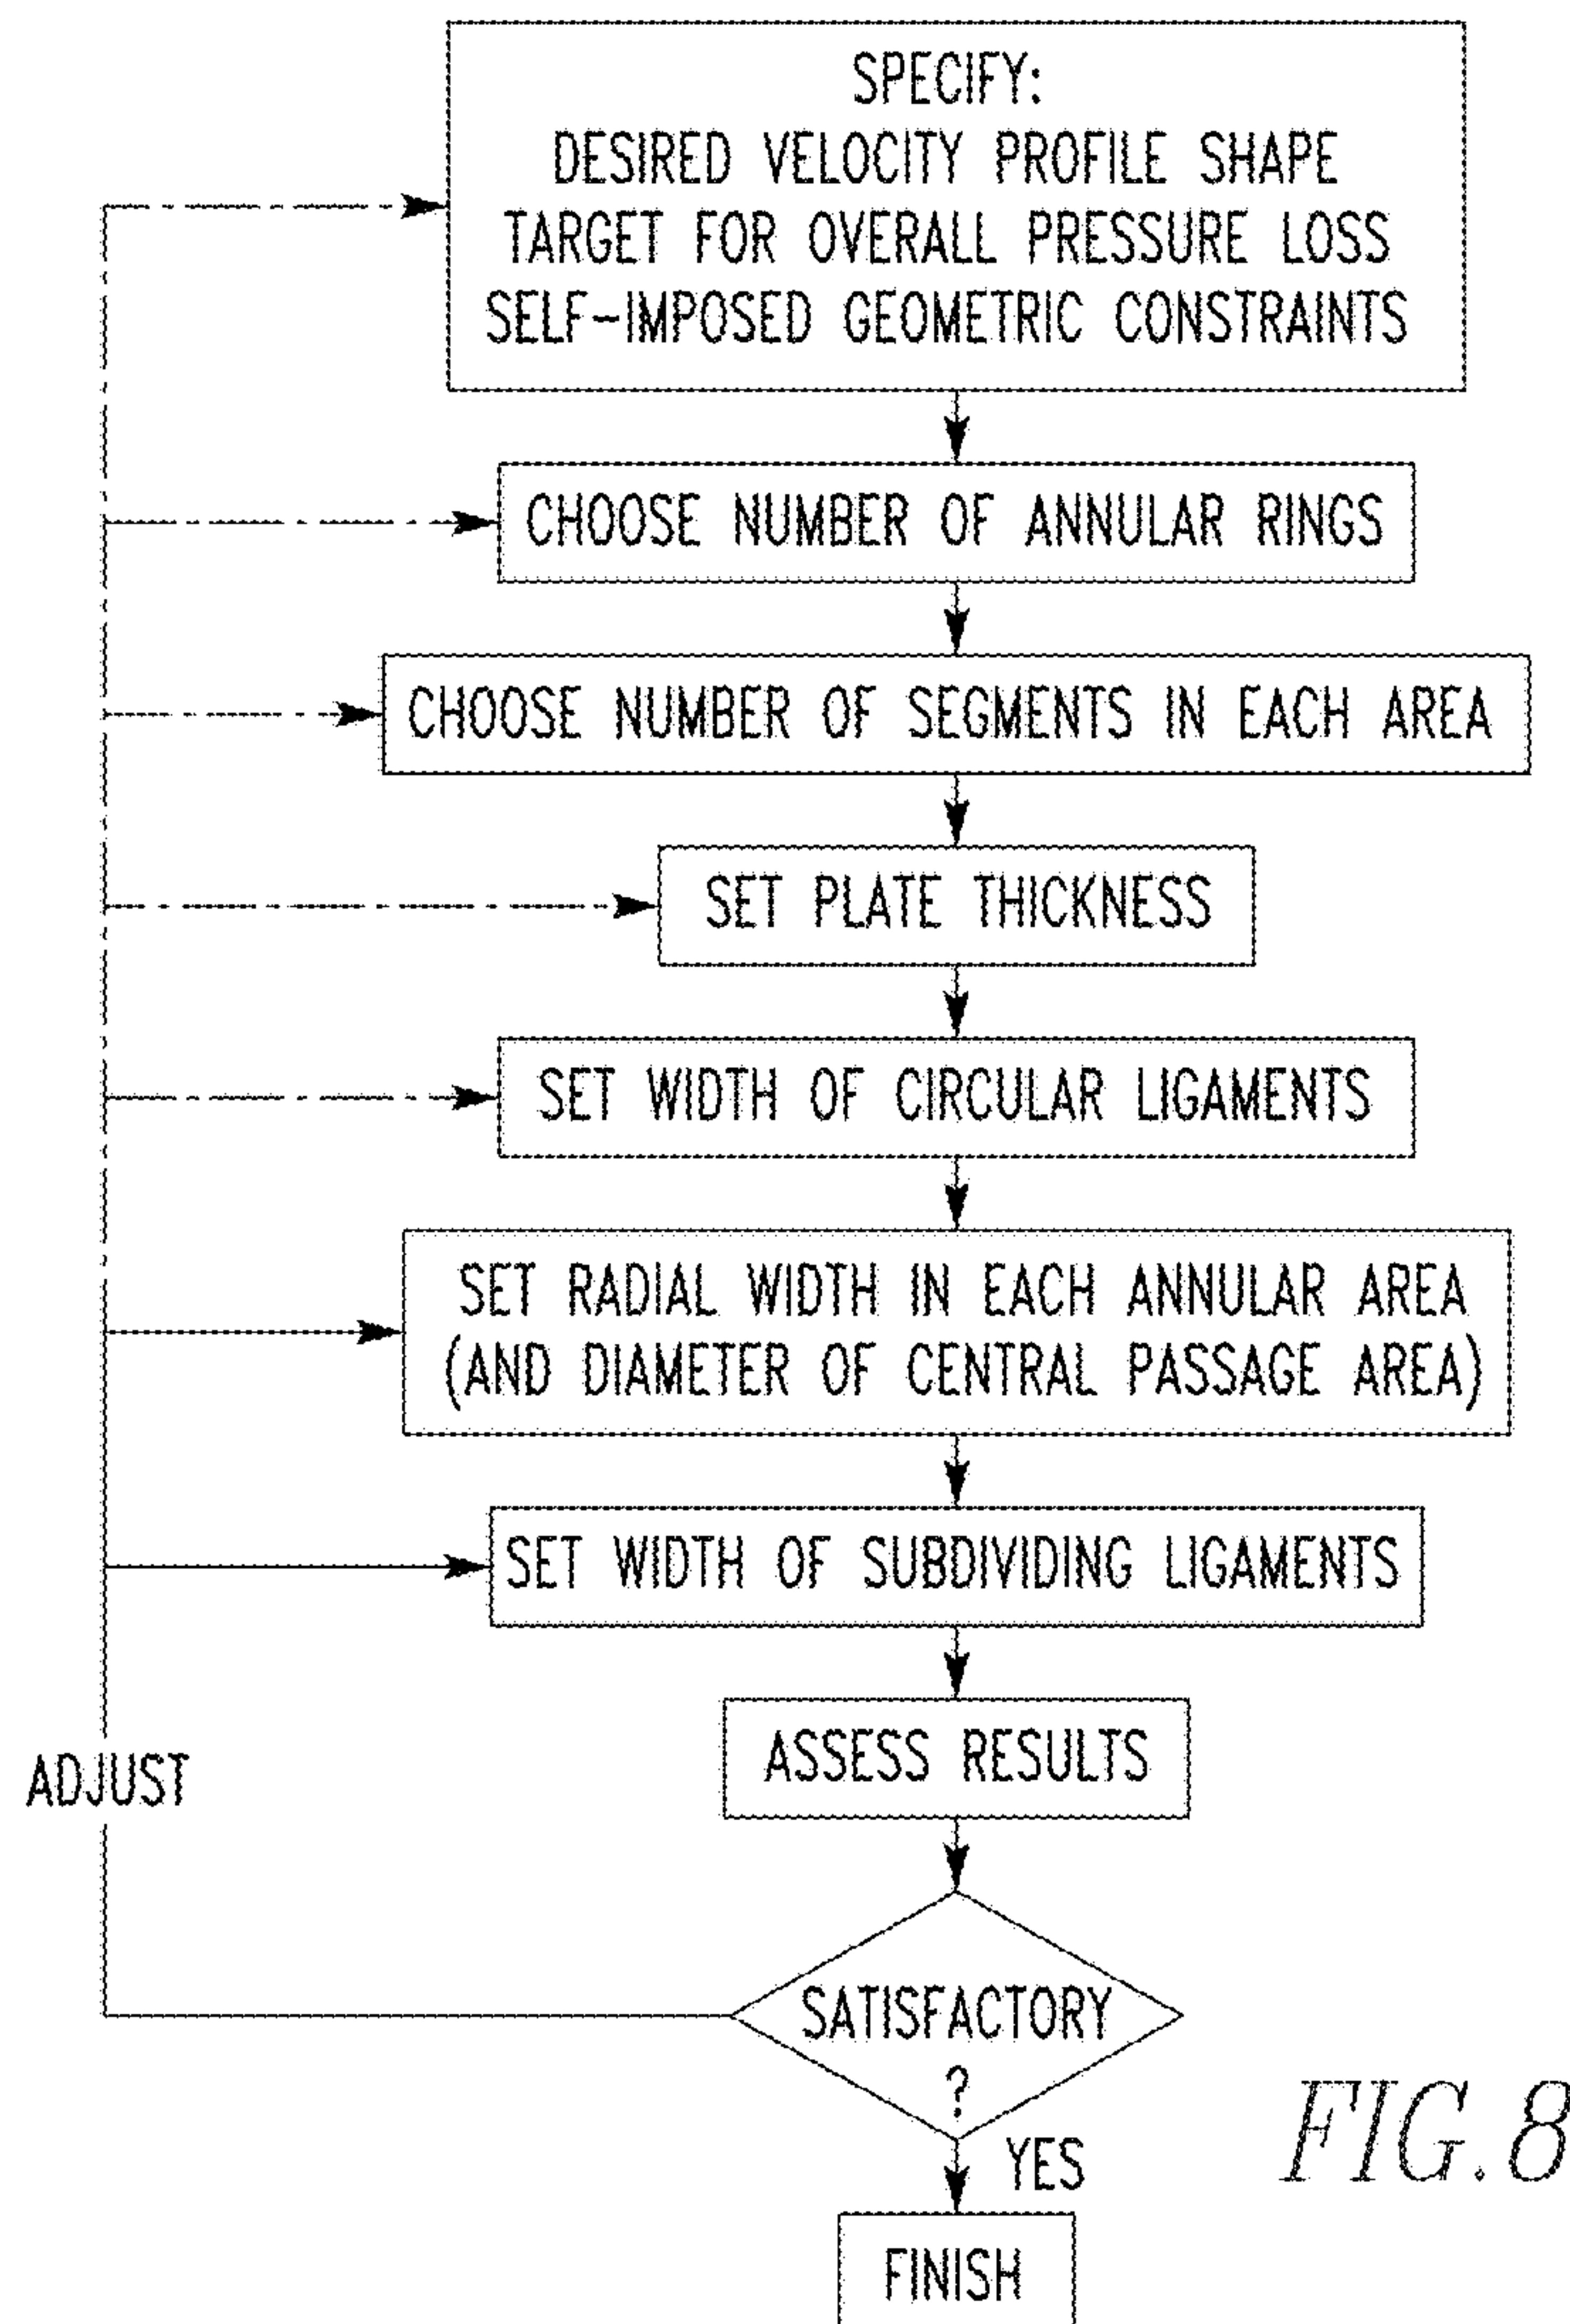 SPECIFY:
DESIRED VELOCITY PROFILE SHAPE
TARGET FOR OVERALL PRESSURE LOSS
SELF-IMPOSED GEOMETRIC CONSTRAINTS
CHOOSE NUMBER OF ANNULAR RINGS
CHOOSE NUMBER OF SEGMENTS IN EACH AREA
SET PLATE THICKNESS
SET WIDTH OF CIRCULAR LIGAMENTS
SET RADIAL WIDTH IN EACH ANNULAR AREA
(AND DIAMETER OF CENTRAL PASSAGE AREA)
SET WIDTH OF SUBDIVIDING LIGAMENTS
ASSESS RESULTS
ADJUST
SATISFACTORY
?
YES
FINISH
FIG. 8